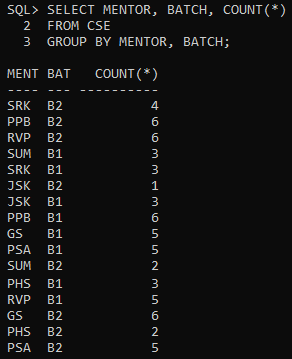 SQL> SELECT MENTOR, BATCH, COUNT(*)
  2  FROM CSE
  3  GROUP BY MENTOR, BATCH;

MENT BAT   COUNT(*)
---- --- ----------
SRK  B2           4
PPB  B2           6
RVP  B2           6
SUM  B1           3
SRK  B1           3
JSK  B2           1
JSK  B1           3
PPB  B1           6
GS   B1           5
PSA  B1           5
SUM  B2           2
PHS  B1           3
RVP  B1           5
GS   B2           6
PHS  B2           2
PSA  B2           5